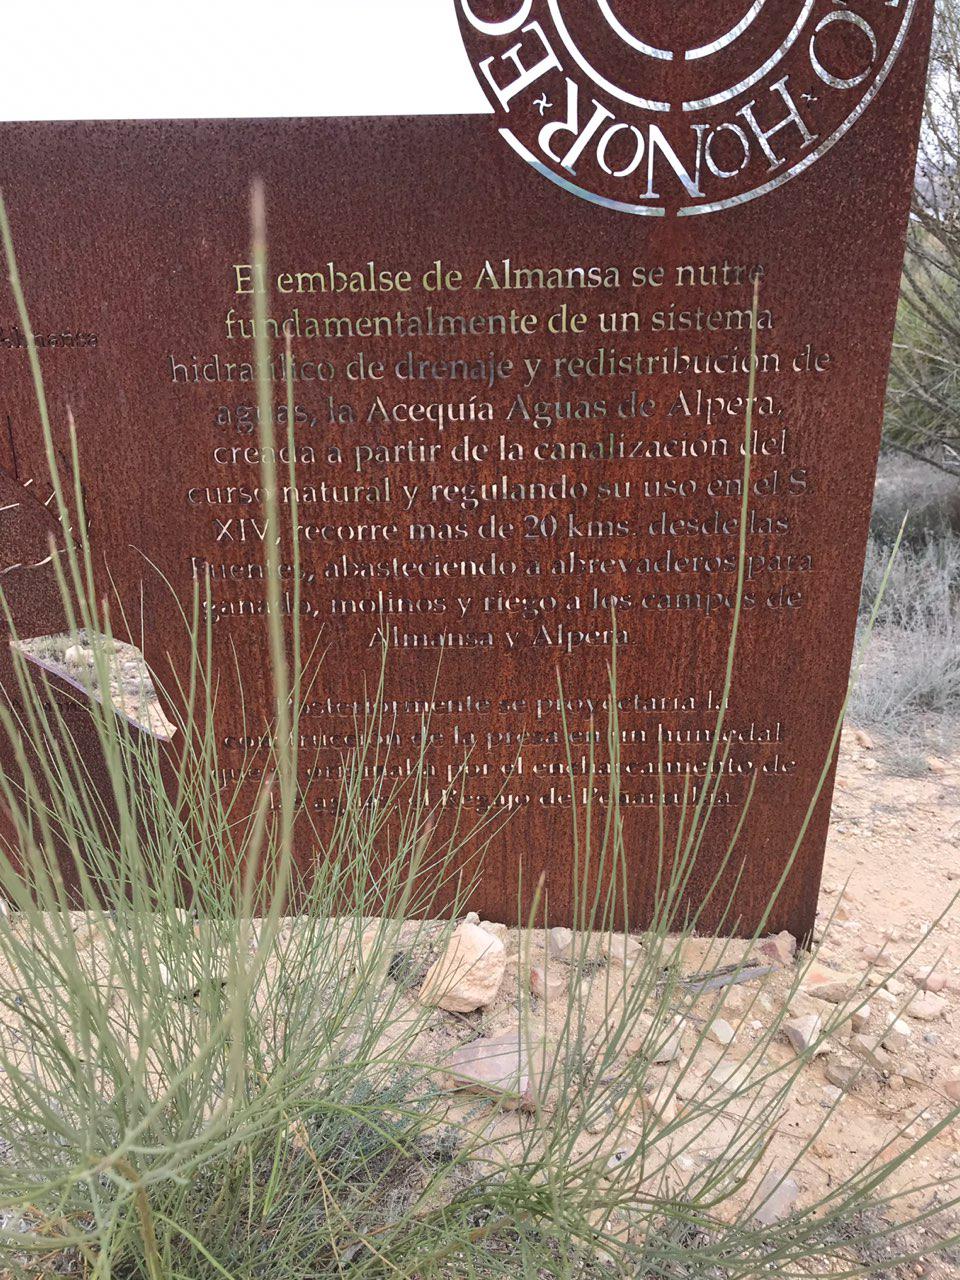 HONOR
El embalse de Almansa se nutre
fundamentalmente de un sistema
hidraúlico de drenaje y redistribución de
aguas, la Acequía Aguas de Alpera,
creada a partir de la canalización del
curso natural y regulando su uso en el S.
XIV, recorre mas de 20 kms. desde las
Fuentes, abasteciendo a abrevaderos para
ganado, molinos y riego a los campos de
Almansa y Alpera.
Posteriormente se proyectaría la
construcción de la presa en un humedal
que se originaba por el encharcamiento de
las aguas, el Regajo de
Almansa